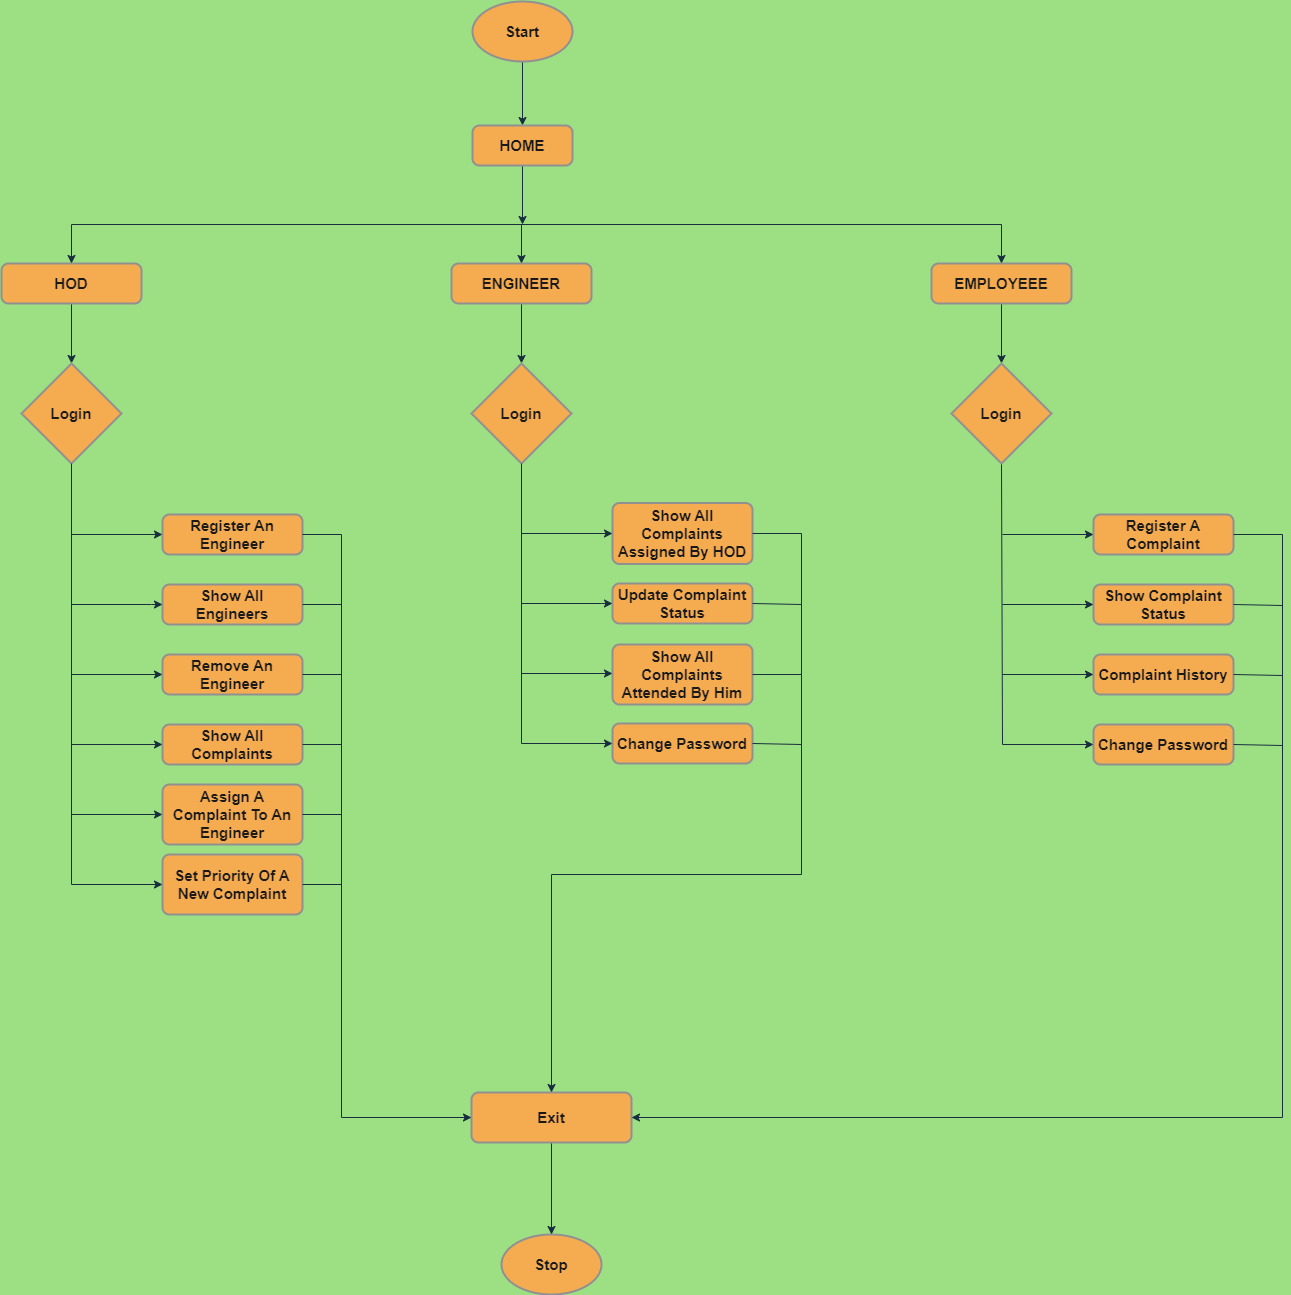 Start
HOME
HOD
ENGINEER
EMPLOYEEE
Login
Login
Login
Register An
Engineer
Show All
Engineers
Remove An
Engineer
Show All
Complaints
Assign A
Complaint To An
Engineer
Set Priority Of A
New Complaint
Show All
Complaints
Assigned By HOD
Update Complaint
Status
Show All
Complaints
Attended By Him
Change Password
Register A
Complaint
Show Complaint
Status
Complaint History
Change Password
Exit
Stop